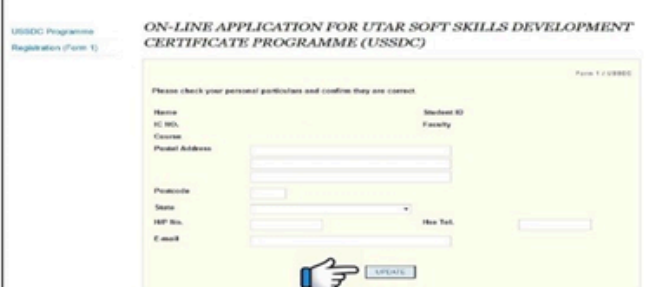 USSDC Programme
Registration (Form 1)
ON-LINE APPLICATION FOR UTAR SOFT SKILLS DEVELOPMENT
CERTIFICATE PROGRAMME (USSDC)
Form 1 / USSDC
Please check your personal particulars and confirm they are correct.
Name Student ID
IC NO. Faculty
Course
Postal Address
Postcode
State
H/P No. Hse Tel.
E-mail
UPDATE